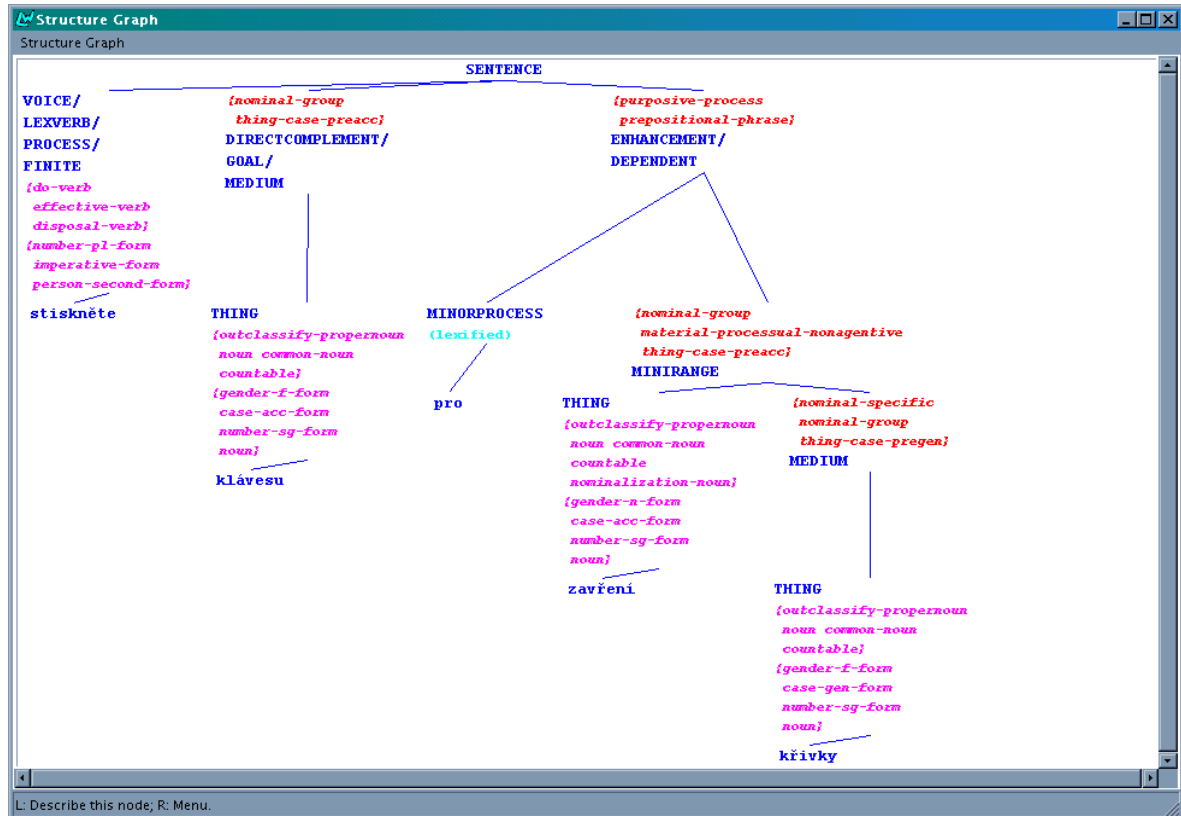 Structure Graph
Structure Graph
SENTENCE
VOICE/
LEXVERB/
PROCESS/
FINITE
{do-verb
effective-verb
disposal-verb}
{number-pl-form
imperative-form
person-second-form}
stiskněte
{nominal-group
thing-case-preacc}
DIRECTCOMPLEMENT/
GOAL/
MEDIUM
THING
{outclassify-propernoun
noun common-noun
countable}
{gender-f-form
case-acc-form
number-sg-form
noun}
klávesu
{purposive-process
prepositional-phrase}
ENHANCEMENT/
DEPENDENT
MINORPROCESS
(lexified)
pro
{nominal-group
material-processual-nonagentive
thing-case-preacc}
MINIRANGE
THING
{outclassify-propernoun
noun common-noun
countable
nominalization-noun}
{gender-n-form
case-acc-form
number-sg-form
noun}
zavření
{nominal-specific
nominal-group
thing-case-pregen}
MEDIUM
THING
{outclassify-propernoun
noun common-noun
countable}
{gender-f-form
case-gen-form
number-sg-form
noun}
křivky
L: Describe this node; R: Menu.